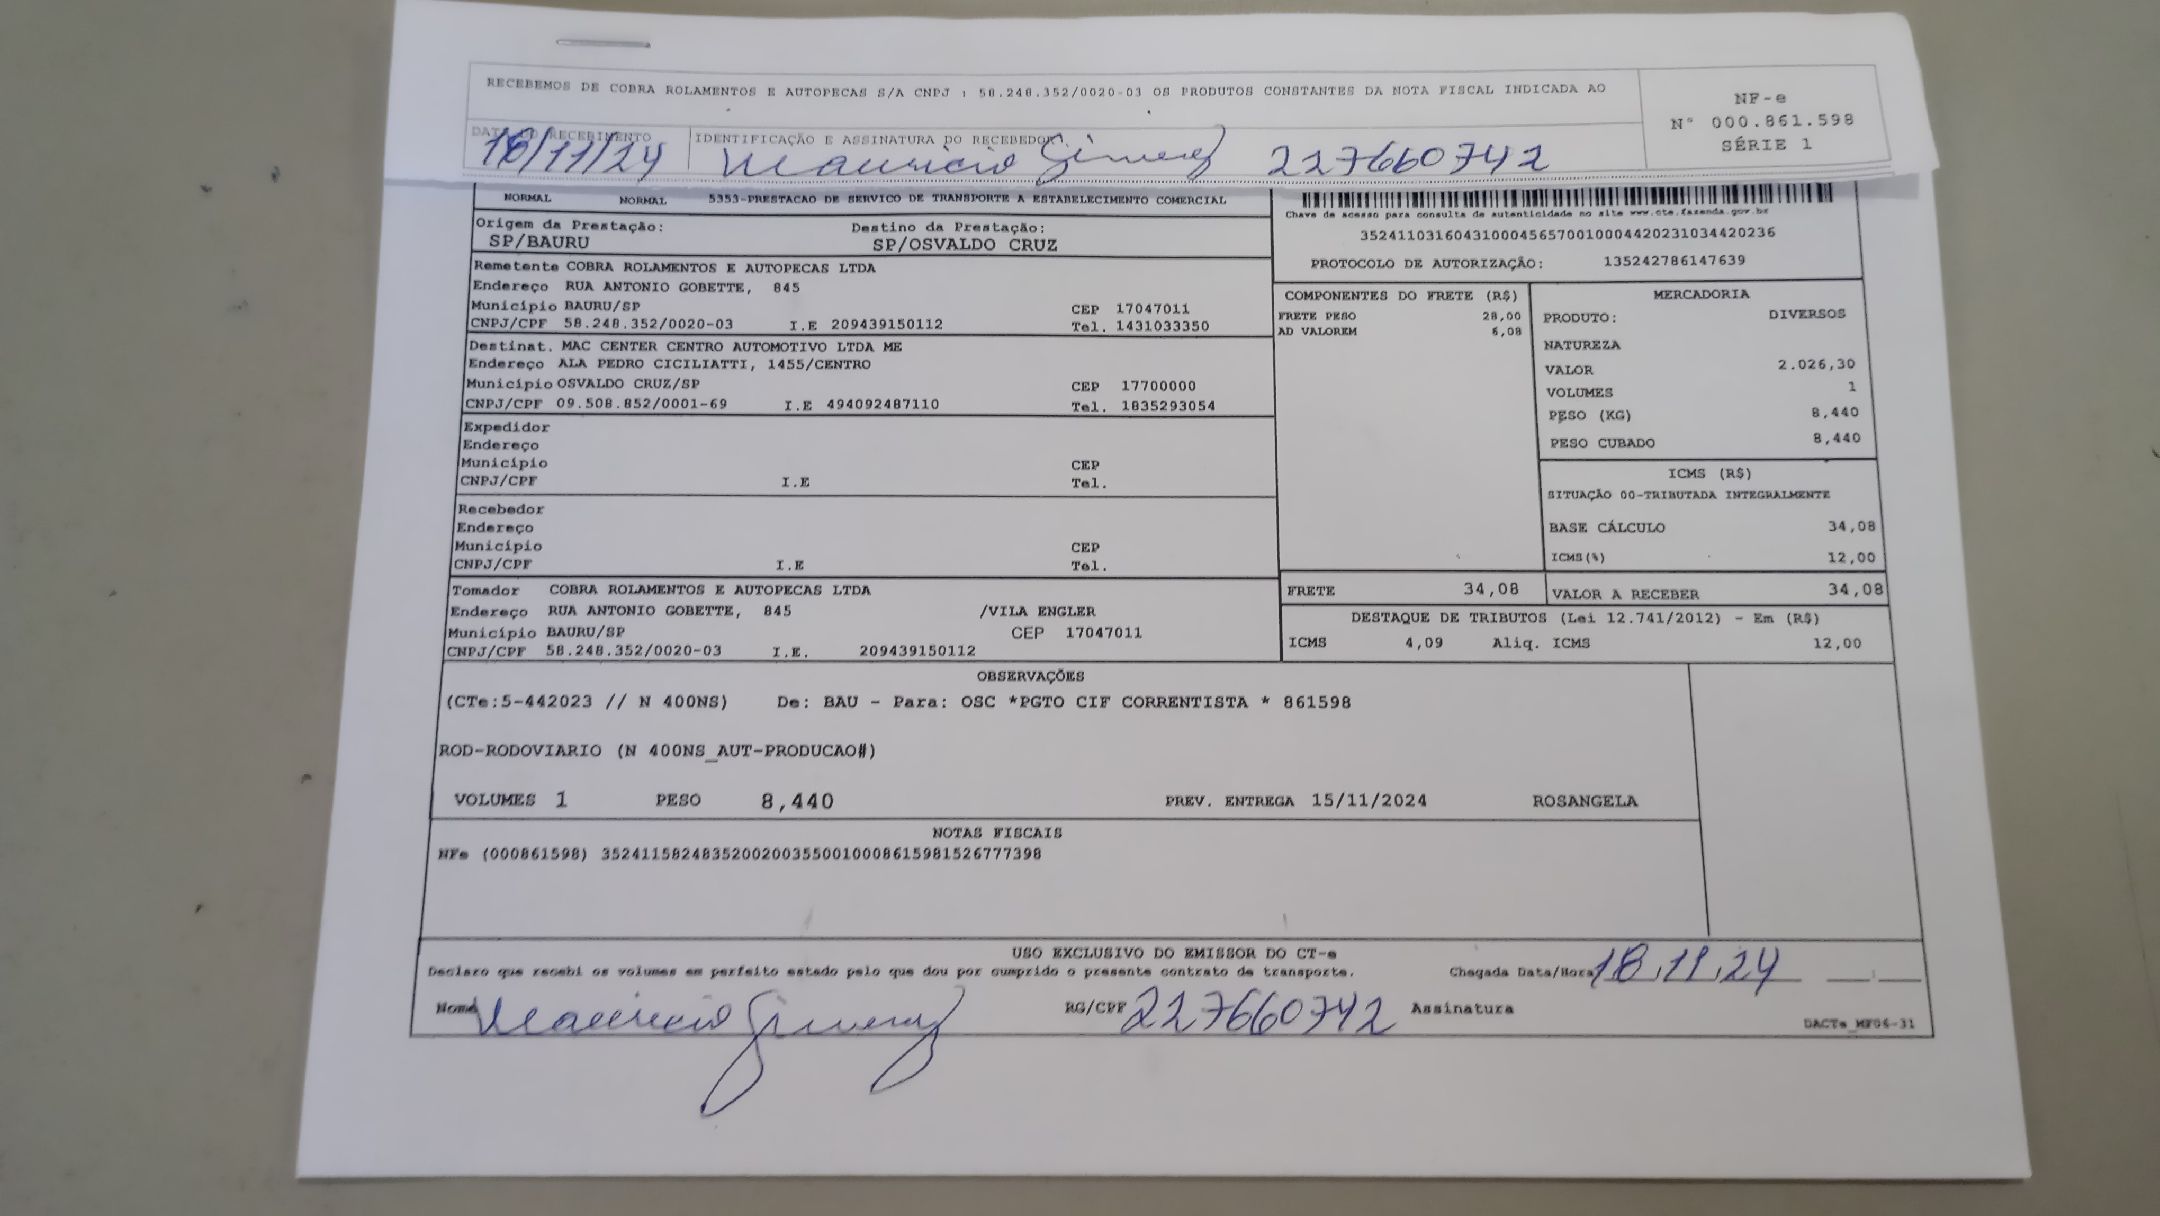 RECEBEMOS DE COBRA ROLAMENTOS E AUTOPECAS S/A CNPJ : 58.248.352/0020-03 OS PRODUTOS CONSTANTES DA NOTA FISCAL INDICADA AO
NF-e
N° 000.861.598
SÉRIE 1
DATA DO RECEBIMENTO
18/11/24
IDENTIFICAÇÃO E ASSINATURA DO RECEBEDOR
Mauricio Gimenez 227660742
NORMAL NORMAL 5353-PRESTACAO DE SERVICO DE TRANSPORTE A ESTABELECIMENTO COMERCIAL
Chave de acesso para consulta de autenticidade no site www.cte.fazenda.gov.br
35241103160431000456570010004420231034420236
PROTOCOLO DE AUTORIZAÇÃO: 135242786147639
Origem da Prestação: Destino da Prestação:
SP/BAURU SP/OSVALDO CRUZ
Remetente COBRA ROLAMENTOS E AUTOPECAS LTDA
Endereço RUA ANTONIO GOBETTE, 845
Município BAURU/SP CEP 17047011
CNPJ/CPF 58.248.352/0020-03 I.E 209439150112 Tel. 1431033350
Destinat. MAC CENTER CENTRO AUTOMOTIVO LTDA ME
Endereço ALA PEDRO CICILIATTI, 1455/CENTRO
Município OSVALDO CRUZ/SP CEP 17700000
CNPJ/CPF 09.508.852/0001-69 I.E 494092487110 Tel. 1835293054
Expedidor
Endereço
Município CEP
CNPJ/CPF I.E Tel.
Recebedor
Endereço
Município CEP
CNPJ/CPF I.E Tel.
Tomador COBRA ROLAMENTOS E AUTOPECAS LTDA
Endereço RUA ANTONIO GOBETTE, 845 /VILA ENGLER
Município BAURU/SP CEP 17047011
CNPJ/CPF 58.248.352/0020-03 I.E. 209439150112
COMPONENTES DO FRETE (R$)
FRETE PESO 28,00
AD VALOREM 6,08
MERCADORIA
PRODUTO: DIVERSOS
NATUREZA
VALOR 2.026,30
VOLUMES 1
PESO (KG) 8,440
PESO CUBADO 8,440
ICMS (R$)
SITUAÇÃO 00-TRIBUTADA INTEGRALMENTE
BASE CÁLCULO 34,08
ICMS(%) 12,00
FRETE 34,08 VALOR A RECEBER 34,08
DESTAQUE DE TRIBUTOS (Lei 12.741/2012) - Em (R$)
ICMS 4,09 Aliq. ICMS 12,00
OBSERVAÇÕES
(CTe:5-442023 // N 400NS) De: BAU - Para: OSC *PGTO CIF CORRENTISTA * 861598
ROD-RODOVIARIO (N 400NS_AUT-PRODUCAO#)
VOLUMES 1 PESO 8,440 PREV. ENTREGA 15/11/2024 ROSANGELA
NOTAS FISCAIS
NFe (000861598) 35241158248352002003550010008615981526777398
USO EXCLUSIVO DO EMISSOR DO CT-e
Declaro que recebi os volumes em perfeito estado pelo que dou por cumprido o presente contrato de transporte. Chegada Data/Hora 18,11,24
Nome Mauricio Gimenez RG/CPF 227660742 Assinatura
DACTe_MF06-31